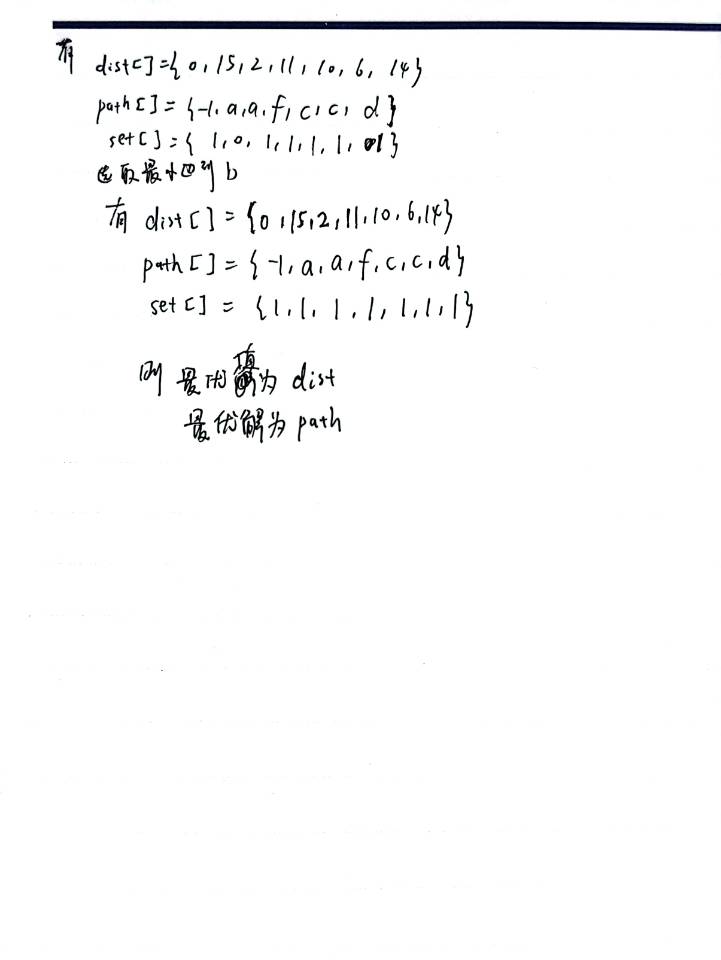 有 dist[]={0,15,2,11,10,6,14}
path[]={-1,a,a,f,c,c,d}
set[]={1,0,1,1,1,1,1}
选取最小的到b
有 dist[]={0,15,2,11,10,6,14}
path[]={-1,a,a,f,c,c,d}
set[]={1,1,1,1,1,1,1}
则 最优值为 dist
最优解为 path